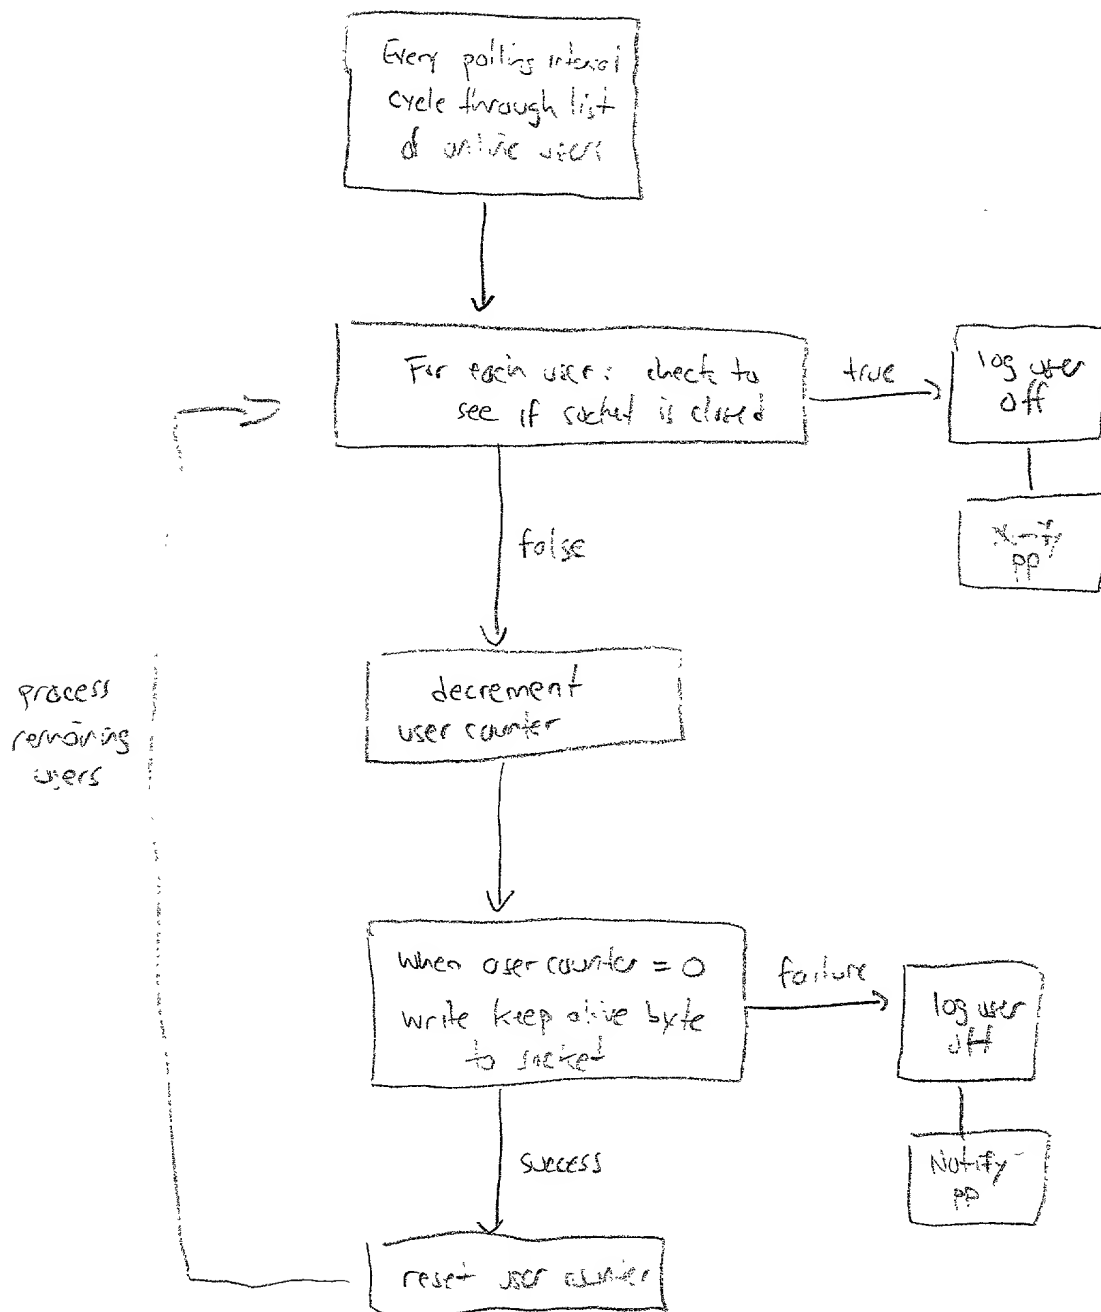 Every polling interval
cycle through list
of online users
For each user: check to
see if socket is closed
true
log user
off
pp
false
decrement
user counter
process
remaining
users
when user counter = 0
write keep alive byte
to socket
failure
log user
off
Notify
pp
success
reset user counter